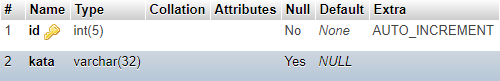 # Name Type Collation Attributes Null Default Extra
1 id int(5) No None AUTO_INCREMENT
2 kata varchar(32) Yes NULL